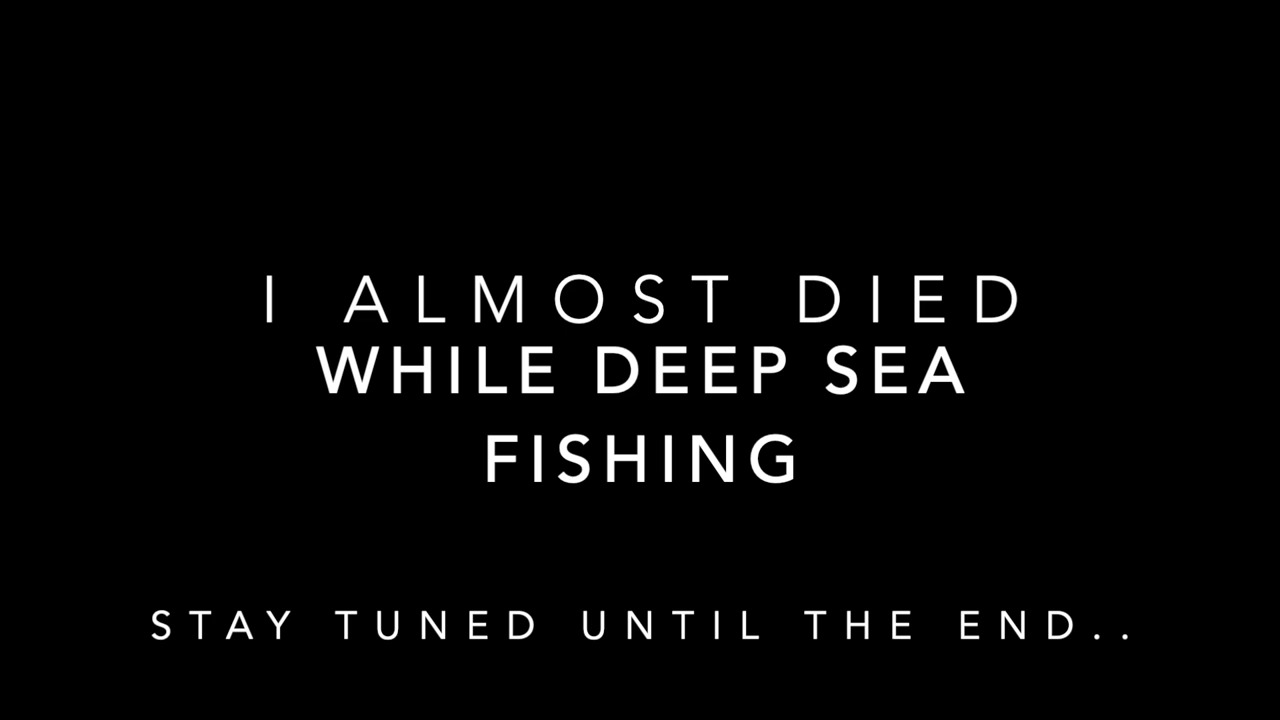 I ALMOST DIED
WHILE DEEP SEA
FISHING
STAY TUNED UNTIL THE END..